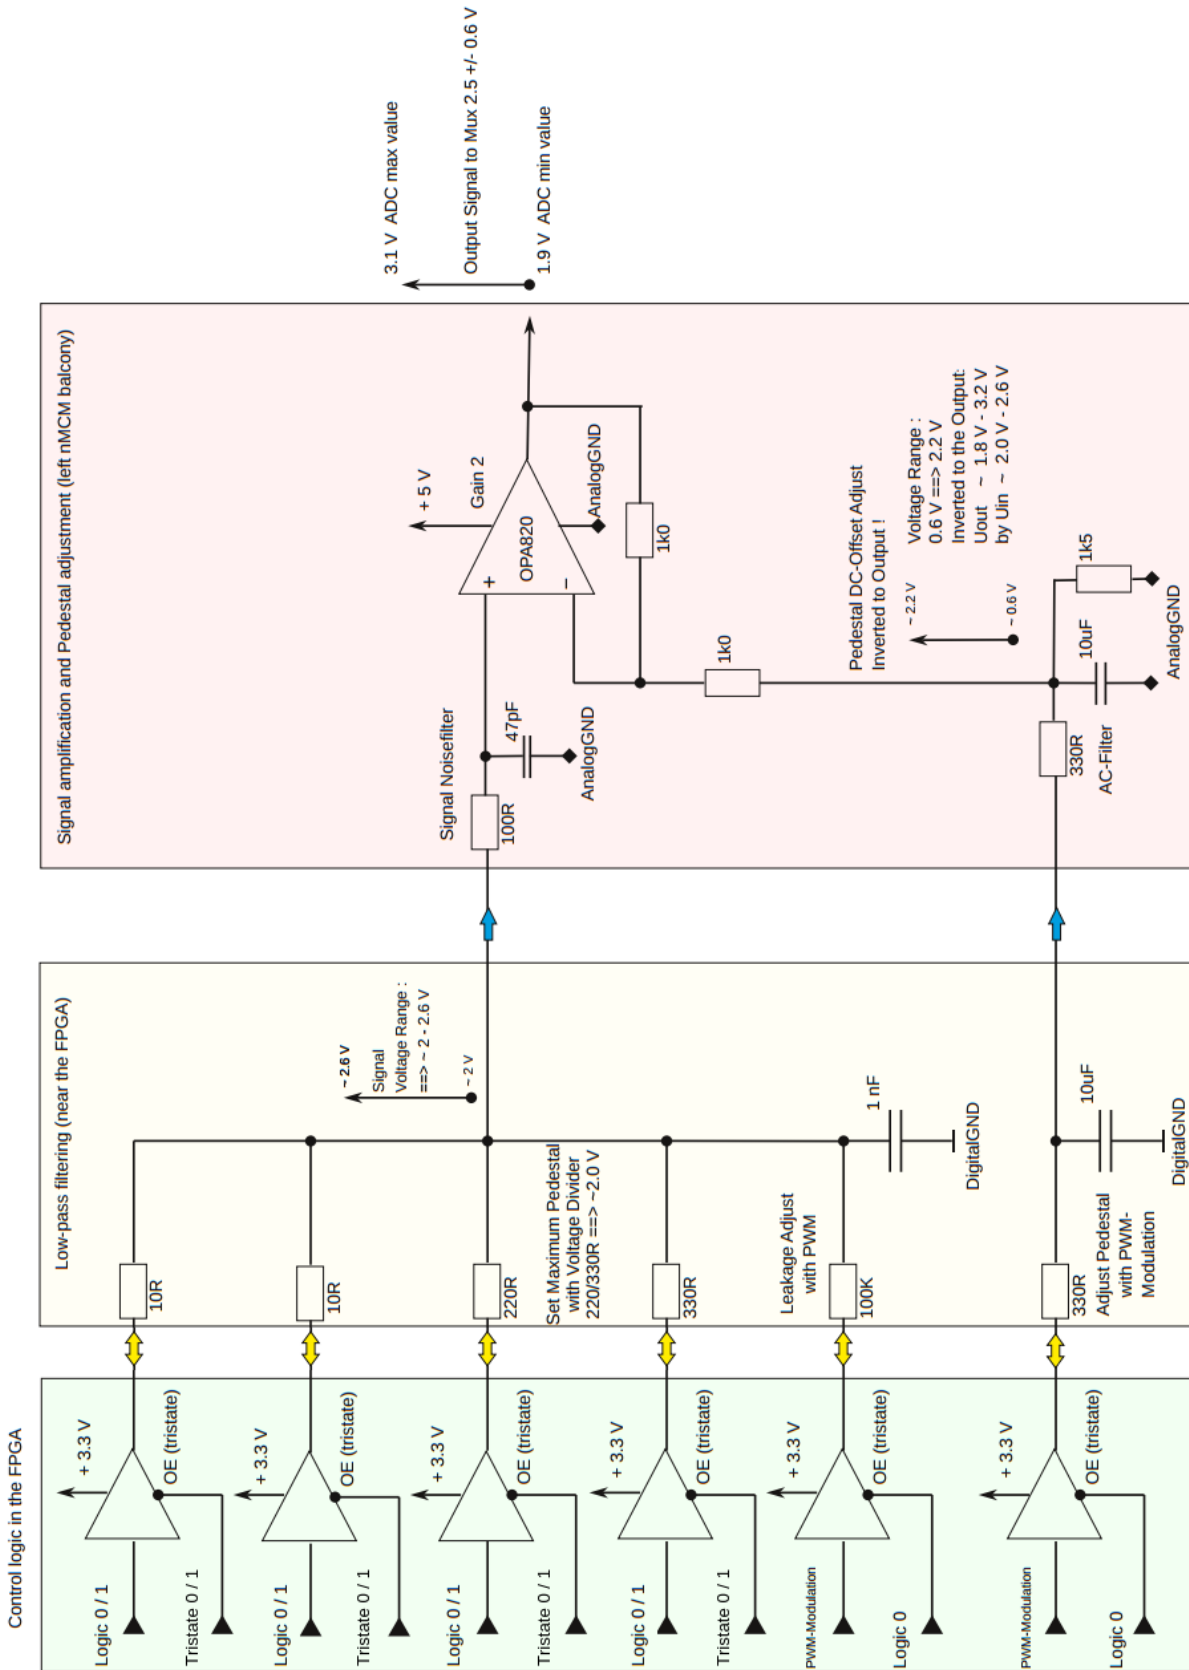 Control logic in the FPGA
Logic 0 / 1
Tristate 0 / 1
+ 3.3 V
OE (tristate)
Logic 0 / 1
Tristate 0 / 1
+ 3.3 V
OE (tristate)
Logic 0 / 1
Tristate 0 / 1
+ 3.3 V
OE (tristate)
Logic 0 / 1
Tristate 0 / 1
+ 3.3 V
OE (tristate)
PWM-Modulation
Logic 0
+ 3.3 V
OE (tristate)
PWM-Modulation
Logic 0
+ 3.3 V
OE (tristate)
Low-pass filtering (near the FPGA)
10R
10R
220R
Set Maximum Pedestal
with Voltage Divider
220/330R ==> ~2.0 V
330R
Leakage Adjust
with PWM
100K
330R
Adjust Pedestal
with PWM-
Modulation
~ 2.6 V
Signal
Voltage Range :
==> ~ 2 - 2.6 V
~ 2 V
1 nF
DigitalGND
10uF
DigitalGND
Signal amplification and Pedestal adjustment (left nMCM balcony)
Signal Noisefilter
100R
47pF
AnalogGND
+ 5 V
Gain 2
+
OPA820
−
AnalogGND
1k0
1k0
Pedestal DC-Offset Adjust
Inverted to Output !
~ 2.2 V
~ 0.6 V
Voltage Range :
0.6 V ==> 2.2 V
Inverted to the Output:
Uout ~ 1.8 V - 3.2 V
by Uin ~ 2.0 V - 2.6 V
330R
AC-Filter
10uF
1k5
AnalogGND
3.1 V ADC max value
Output Signal to Mux 2.5 +/- 0.6 V
1.9 V ADC min value